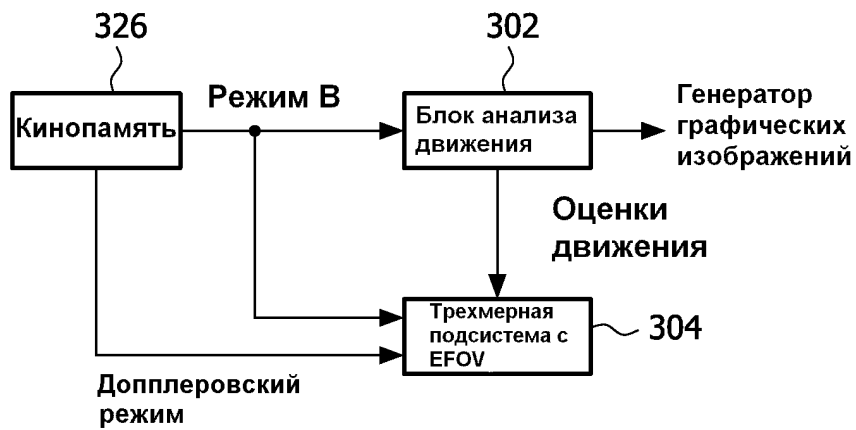 326
302
Кинопамять
Режим В
Блок анализа
движения
Генератор
графических
изображений
Оценки
движения
Трехмерная
подсистема с
EFOV
304
Допплеровский
режим